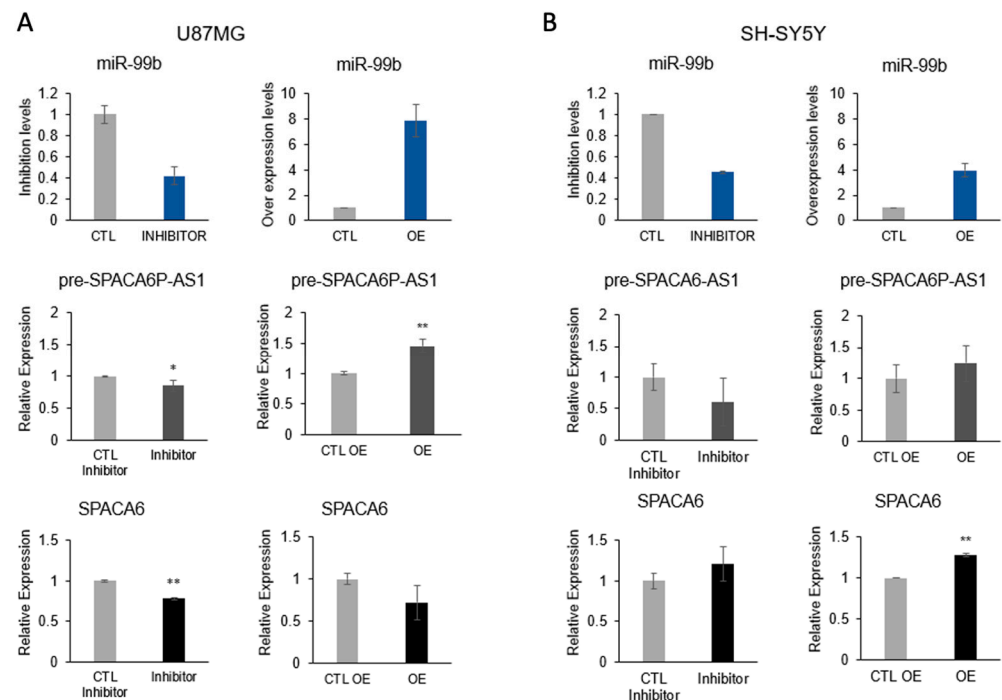 A
U87MG
miR-99b
Inhibition levels
1.2
1
0.8
0.6
0.4
0.2
0
CTL
INHIBITOR
miR-99b
Over expression levels
10
8
6
4
2
0
CTL
OE
pre-SPACA6P-AS1
Relative Expression
2
1.5
1
0.5
0
*
CTL
Inhibitor
Inhibitor
pre-SPACA6P-AS1
Relative Expression
2
1.5
1
0.5
0
**
CTL OE
OE
SPACA6
Relative Expression
1.5
1
0.5
0
**
CTL
Inhibitor
Inhibitor
SPACA6
Relative Expression
1.5
1
0.5
0
CTL OE
OE
B
SH-SY5Y
miR-99b
Inhibition levels
1.2
1
0.8
0.6
0.4
0.2
0
CTL
INHIBITOR
miR-99b
Overexpression levels
10
8
6
4
2
0
CTL
OE
pre-SPACA6-AS1
Relative Expression
2
1.5
1
0.5
0
CTL
Inhibitor
Inhibitor
pre-SPACA6P-AS1
Relative Expression
2
1.5
1
0.5
0
CTL OE
OE
SPACA6
Relative Expression
1.5
1
0.5
0
CTL
Inhibitor
Inhibitor
SPACA6
Relative Expression
1.5
1
0.5
0
**
CTL OE
OE